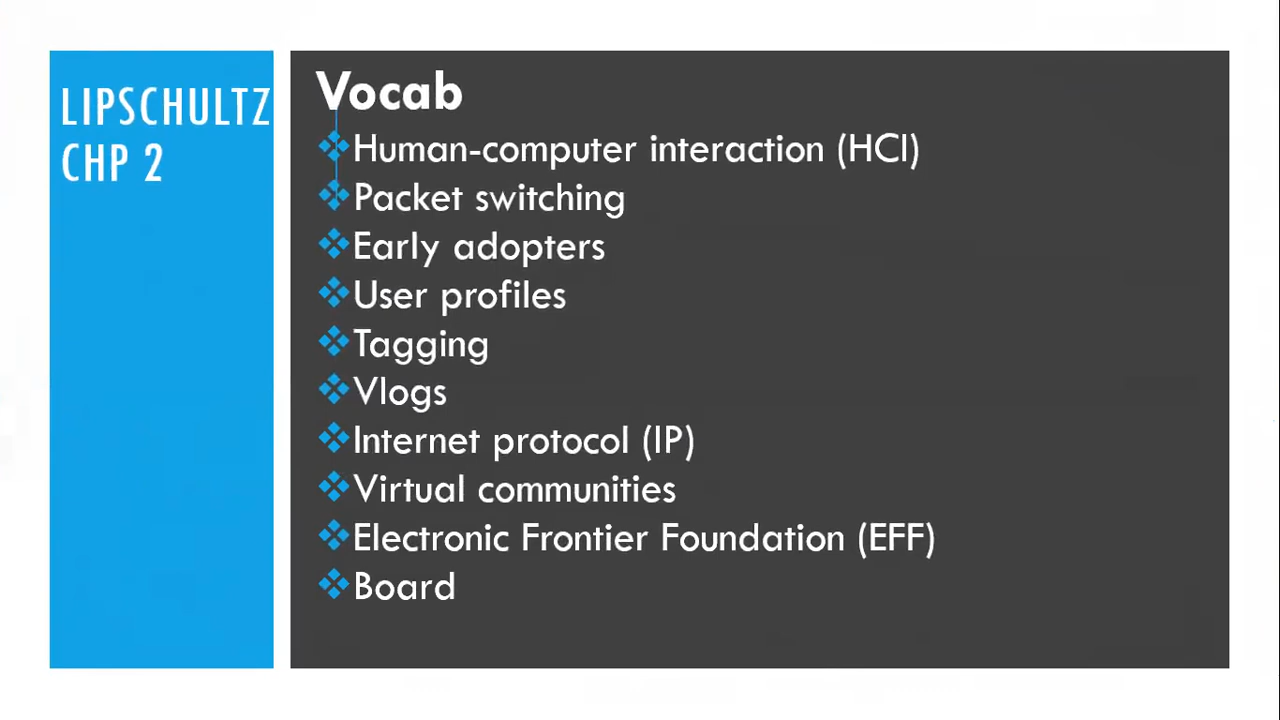 LIPSCHULTZ
CHP 2
Vocab
Human-computer interaction (HCI)
Packet switching
Early adopters
User profiles
Tagging
Vlogs
Internet protocol (IP)
Virtual communities
Electronic Frontier Foundation (EFF)
Board